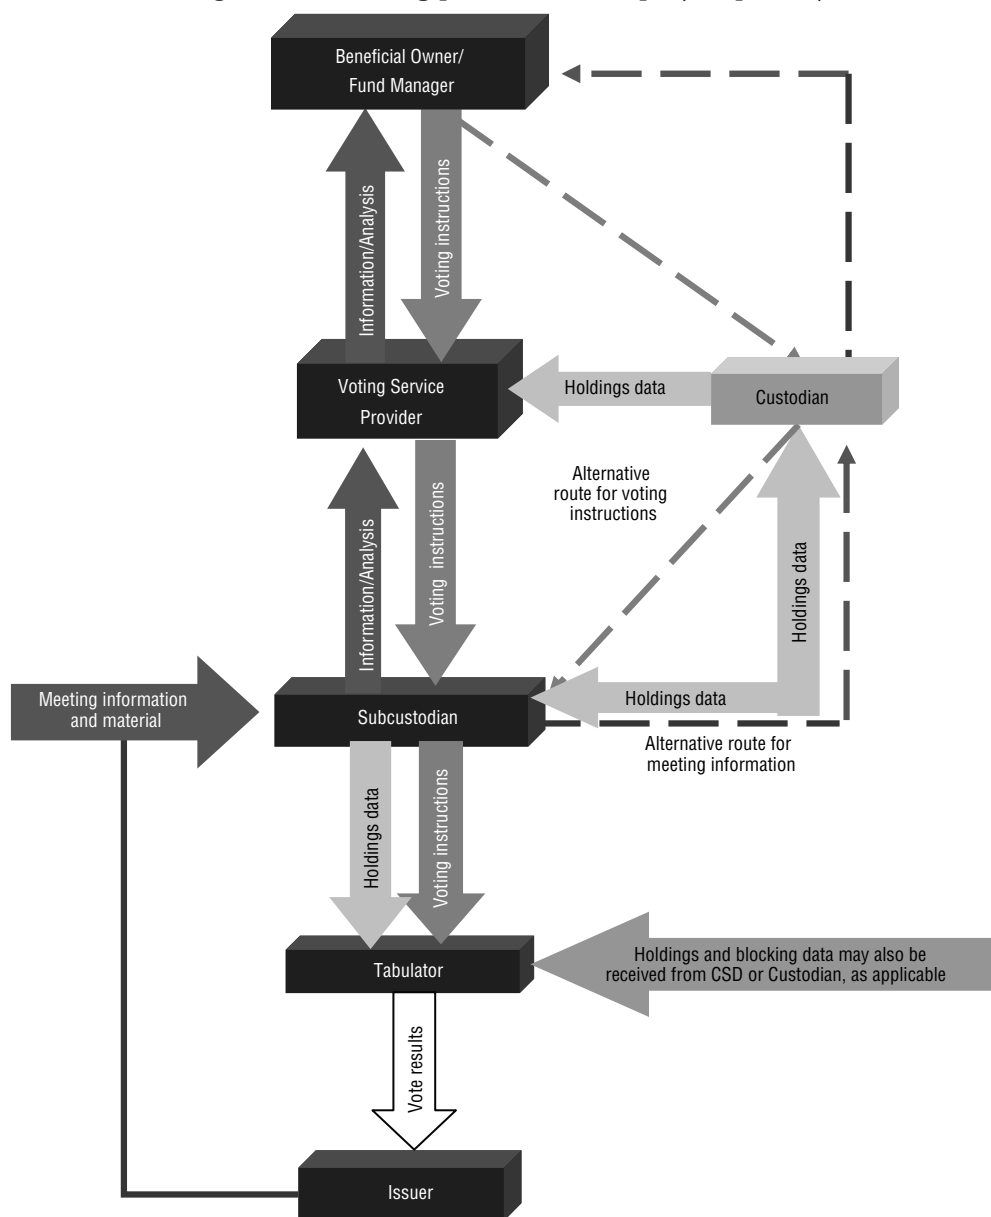 Beneficial Owner/
Fund Manager
Information/Analysis
Voting instructions
Voting Service
Provider
Holdings data
Custodian
Alternative
route for voting
instructions
Information/Analysis
Voting instructions
Holdings data
Meeting information
and material
Subcustodian
Holdings data
Alternative route for
meeting information
Holdings data
Voting instructions
Tabulator
Holdings and blocking data may also be
received from CSD or Custodian, as applicable
Vote results
Issuer